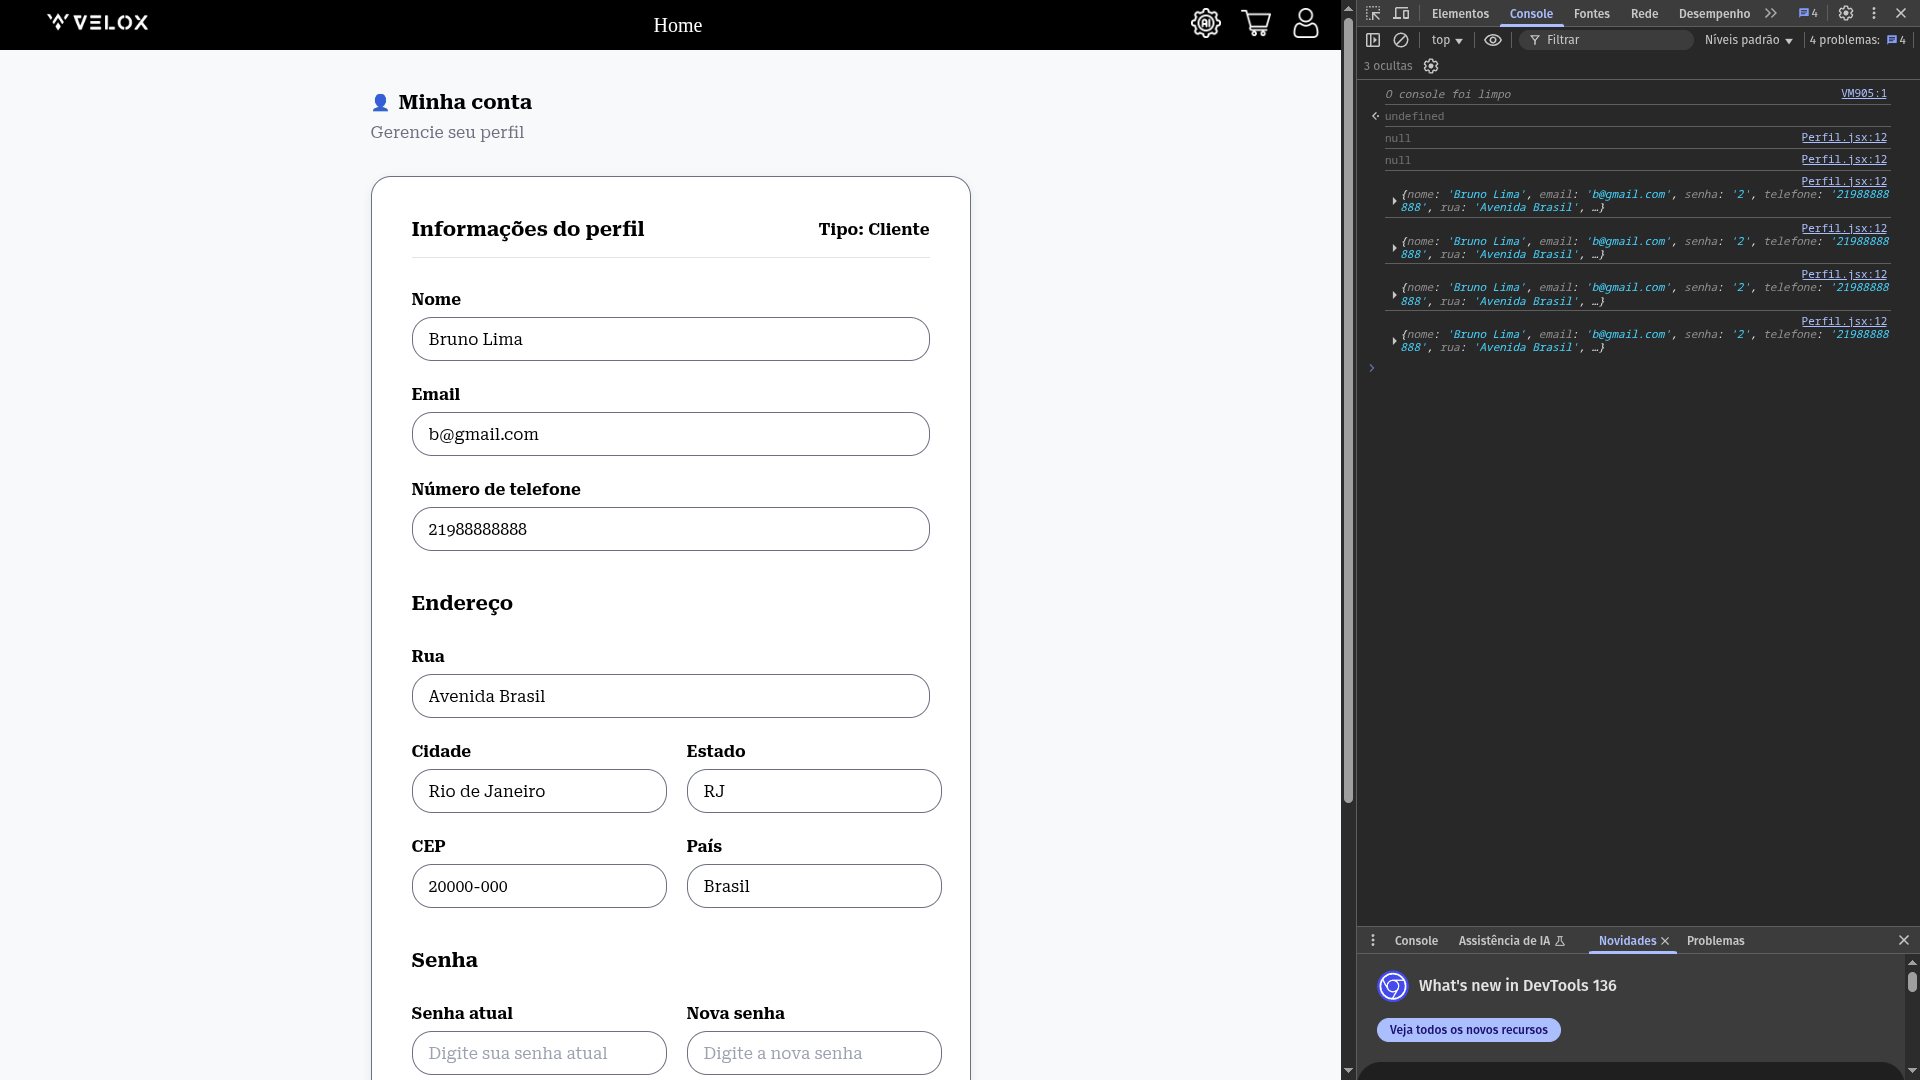 VELOX
Home
Minha conta
Gerencie seu perfil
Informações do perfil
Tipo: Cliente
Nome
Bruno Lima
Email
b@gmail.com
Número de telefone
21988888888
Endereço
Rua
Avenida Brasil
Cidade
Estado
Rio de Janeiro
RJ
CEP
País
20000-000
Brasil
Senha
Senha atual
Nova senha
Digite sua senha atual
Digite a nova senha
Elementos Console Fontes Rede Desempenho 4
top Filtrar Níveis padrão 4 problemas: 4
3 ocultas
O console foi limpo VM905:1
undefined
null Perfil.jsx:12
null Perfil.jsx:12
Perfil.jsx:12
{nome: 'Bruno Lima', email: 'b@gmail.com', senha: '2', telefone: '21988888
888', rua: 'Avenida Brasil', …}
Perfil.jsx:12
{nome: 'Bruno Lima', email: 'b@gmail.com', senha: '2', telefone: '21988888
888', rua: 'Avenida Brasil', …}
Perfil.jsx:12
{nome: 'Bruno Lima', email: 'b@gmail.com', senha: '2', telefone: '21988888
888', rua: 'Avenida Brasil', …}
Perfil.jsx:12
{nome: 'Bruno Lima', email: 'b@gmail.com', senha: '2', telefone: '21988888
888', rua: 'Avenida Brasil', …}
Console Assistência de IA Novidades Problemas
What's new in DevTools 136
Veja todos os novos recursos